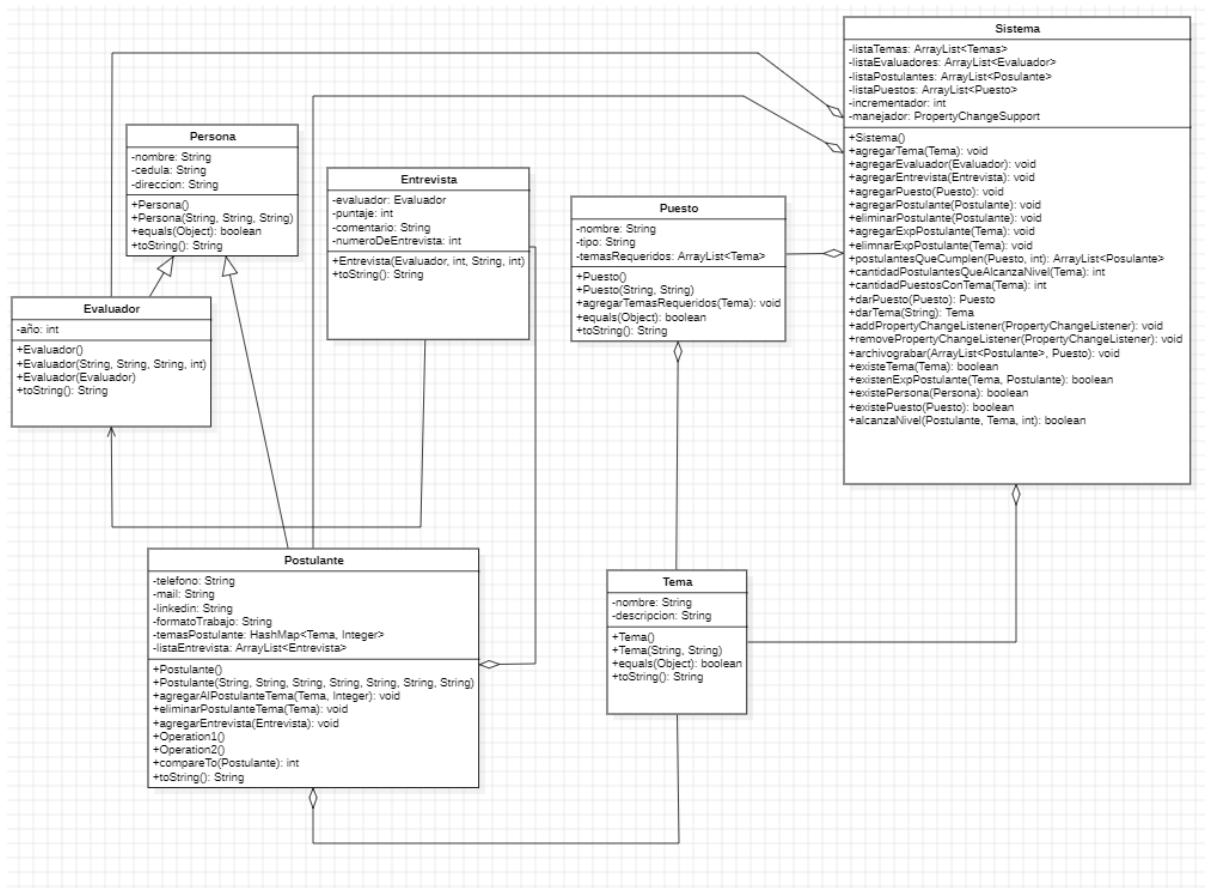 Sistema
-listaTemas: ArrayList<Temas>
-listaEvaluadores: ArrayList<Evaluador>
-listaPostulantes: ArrayList<Posulante>
-listaPuestos: ArrayList<Puesto>
-incrementador: int
-manejador: PropertyChangeSupport
+Sistema()
+agregarTema(Tema): void
+agregarEvaluador(Evaluador): void
+agregarEntrevista(Entrevista): void
+agregarPuesto(Puesto): void
+agregarPostulante(Postulante): void
+eliminarPostulante(Postulante): void
+agregarExpPostulante(Tema): void
+elimnarExpPostulante(Tema): void
+postulantesQueCumplen(Puesto, int): ArrayList<Posulante>
+cantidadPostulantesQueAlcanzaNivel(Tema): int
+cantidadPuestosConTema(Tema): int
+darPuesto(Puesto): Puesto
+darTema(String): Tema
+addPropertyChangeListener(PropertyChangeListener): void
+removePropertyChangeListener(PropertyChangeListener): void
+archivograbar(ArrayList<Postulante>, Puesto): void
+existeTema(Tema): boolean
+existenExpPostulante(Tema, Postulante): boolean
+existePersona(Persona): boolean
+existePuesto(Puesto): boolean
+alcanzaNivel(Postulante, Tema, int): boolean
Persona
-nombre: String
-cedula: String
-direccion: String
+Persona()
+Persona(String, String, String)
+equals(Object): boolean
+toString(): String
Entrevista
-evaluador: Evaluador
-puntaje: int
-comentario: String
-numeroDeEntrevista: int
+Entrevista(Evaluador, int, String, int)
+toString(): String
Puesto
-nombre: String
-tipo: String
-temasRequeridos: ArrayList<Tema>
+Puesto()
+Puesto(String, String)
+agregarTemasRequeridos(Tema): void
+equals(Object): boolean
+toString(): String
Evaluador
-año: int
+Evaluador()
+Evaluador(String, String, String, int)
+Evaluador(Evaluador)
+toString(): String
Postulante
-telefono: String
-mail: String
-linkedin: String
-formatoTrabajo: String
-temasPostulante: HashMap<Tema, Integer>
-listaEntrevista: ArrayList<Entrevista>
+Postulante()
+Postulante(String, String, String, String, String, String, String)
+agregarAlPostulanteTema(Tema, Integer): void
+eliminarPostulanteTema(Tema): void
+agregarEntrevista(Entrevista): void
+Operation1()
+Operation2()
+compareTo(Postulante): int
+toString(): String
Tema
-nombre: String
-descripcion: String
+Tema()
+Tema(String, String)
+equals(Object): boolean
+toString(): String